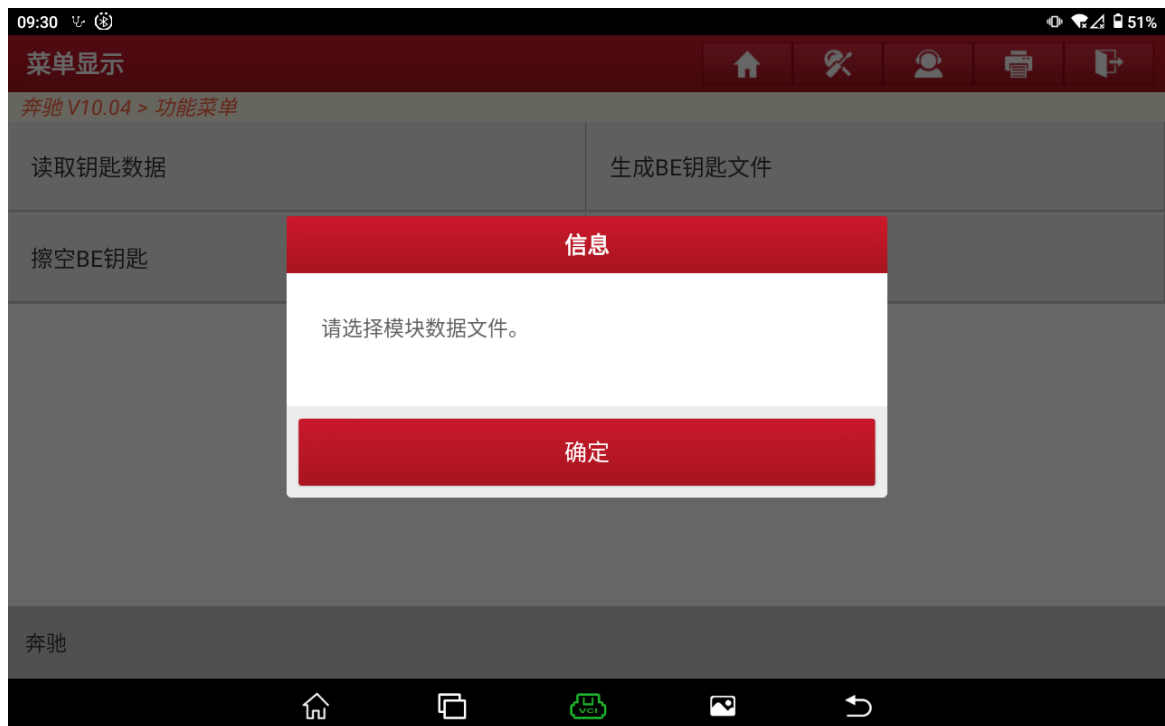 09:30
51%
菜单显示
奔驰 V10.04 > 功能菜单
读取钥匙数据
生成BE钥匙文件
擦空BE钥匙
信息
请选择模块数据文件。
确定
奔驰
VCI